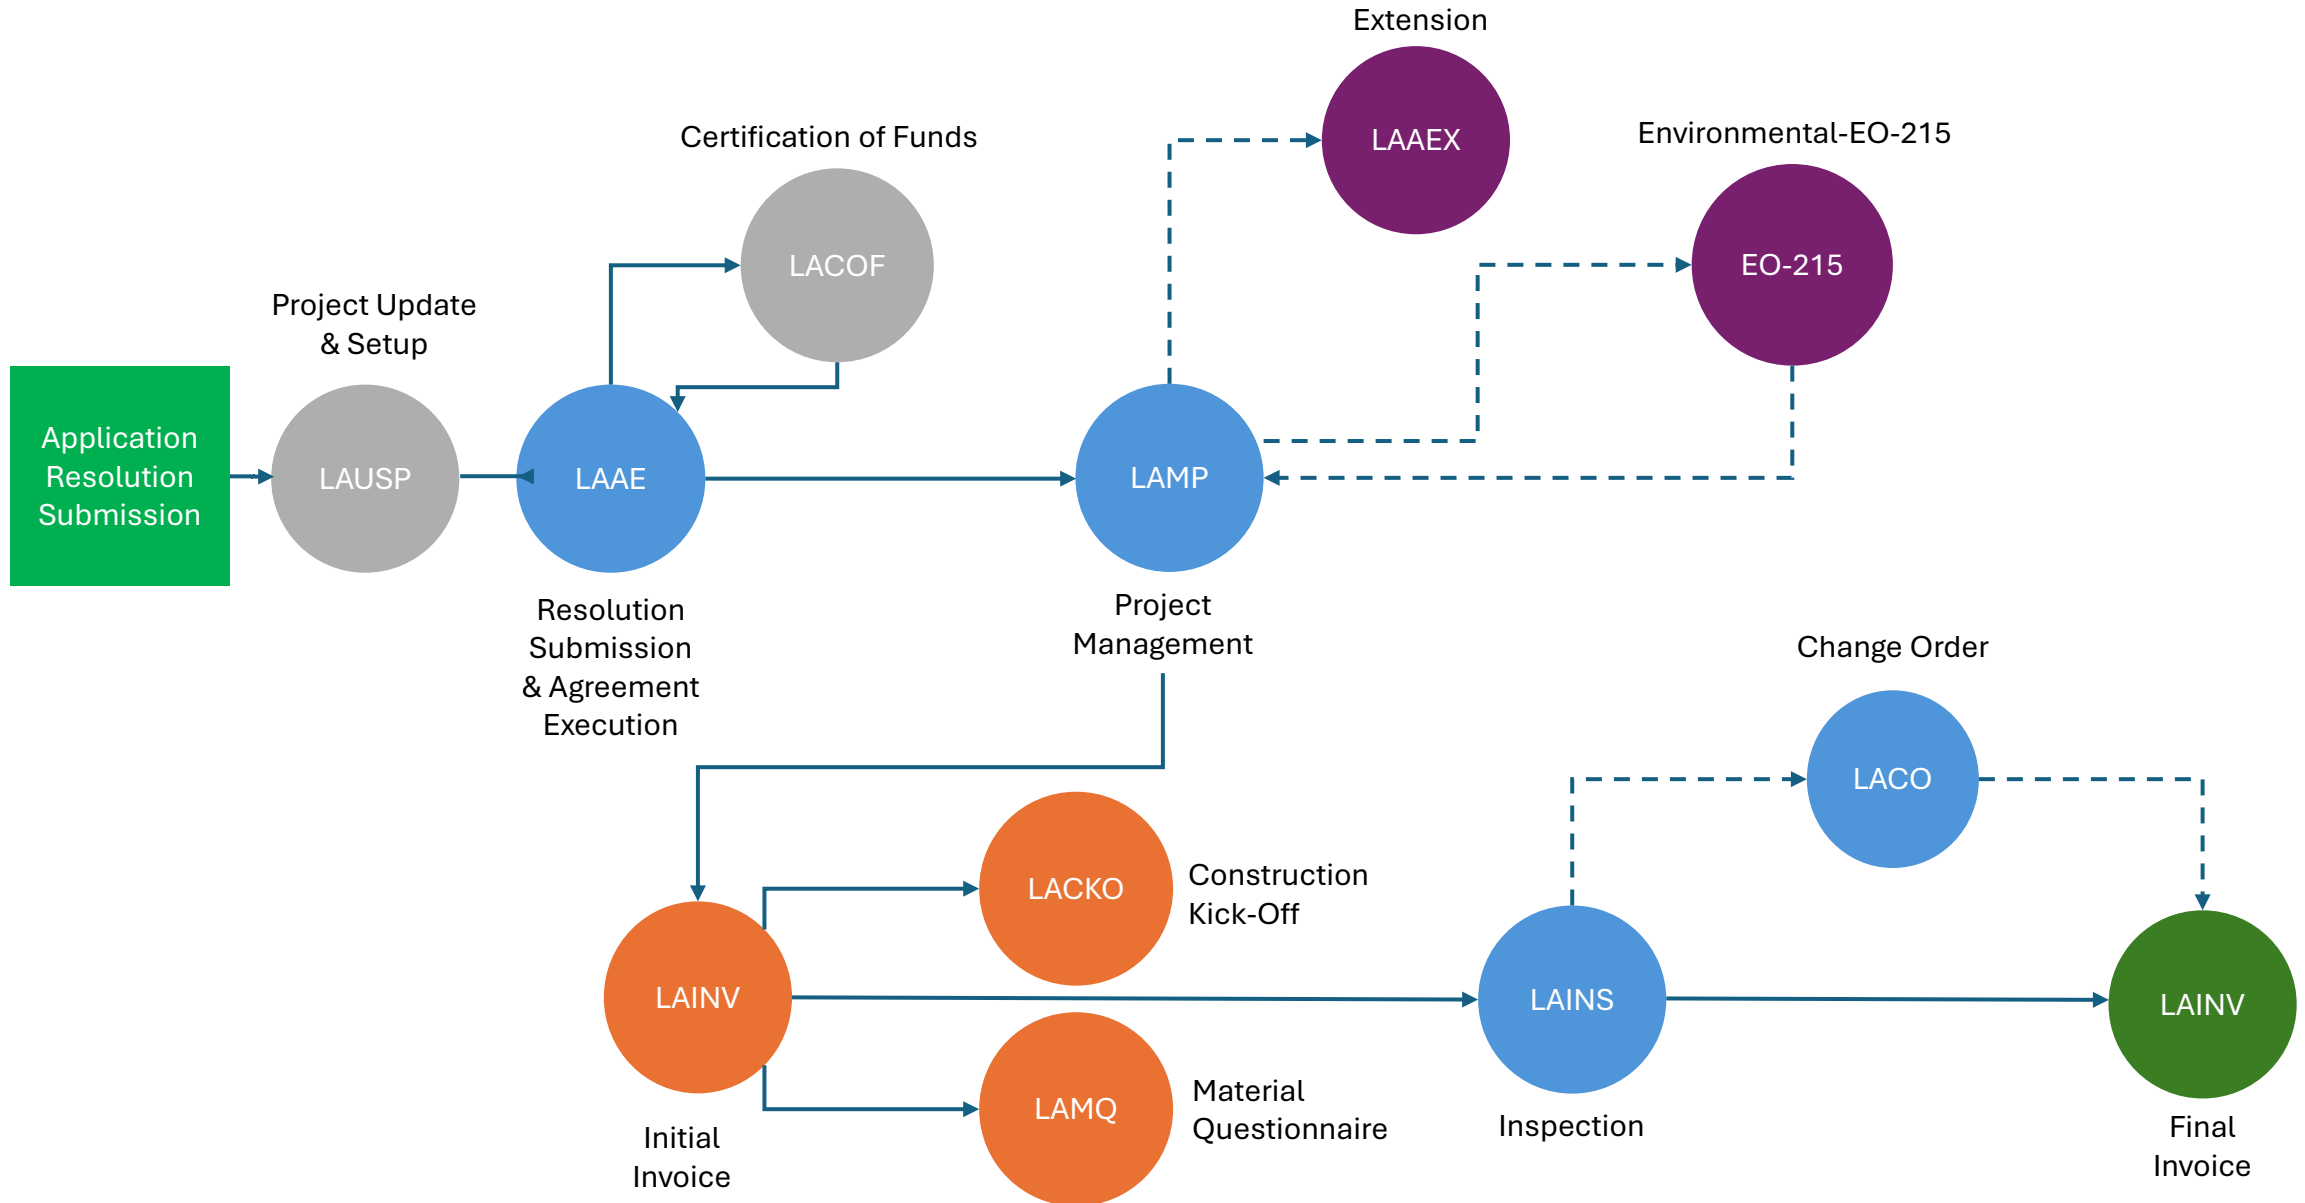 Extension
LAAEX
Certification of Funds
LACOF
Environmental-EO-215
EO-215
Project Update
& Setup
Application
Resolution
Submission
LAUSP
LAAE
LAMP
Resolution
Submission
& Agreement
Execution
Project
Management
Change Order
LACO
LACKO
Construction
Kick-Off
LAINV
Initial
Invoice
LAMQ
Material
Questionnaire
LAINS
Inspection
LAINV
Final
Invoice